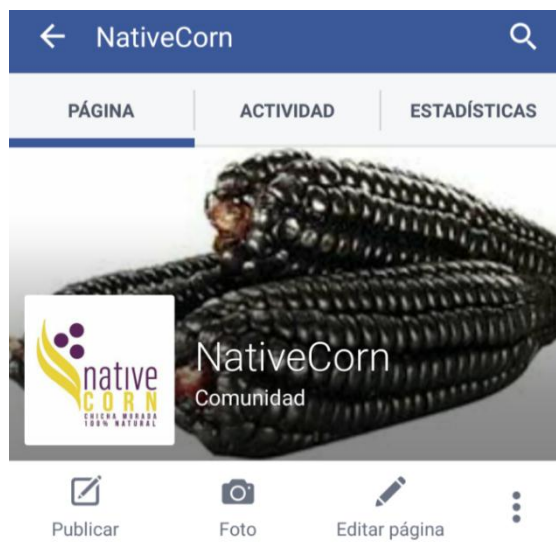 NativeCorn
PÁGINA ACTIVIDAD ESTADÍSTICAS
native
CORN
CHICHA MORADA
100% NATURAL
NativeCorn
Comunidad
Publicar Foto Editar página